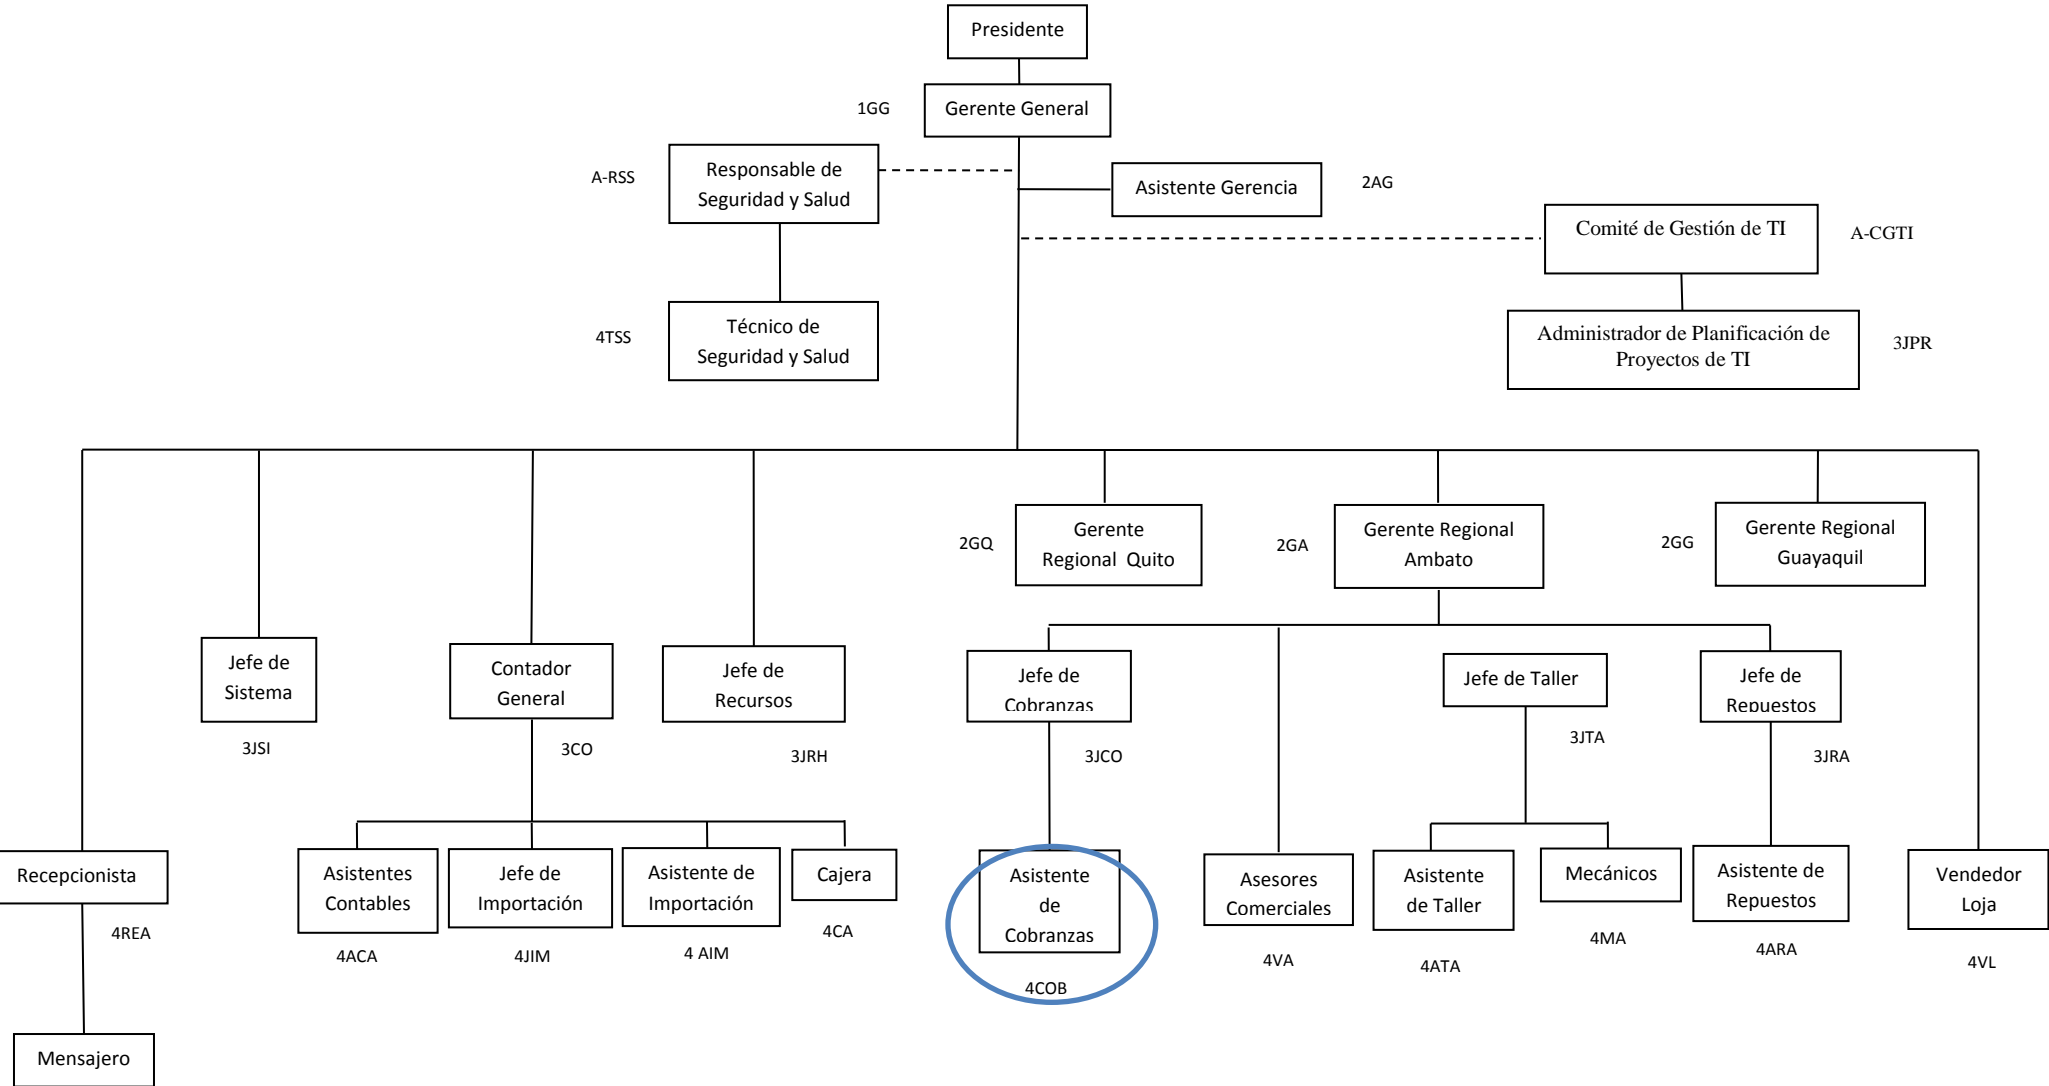 Presidente
1GG
Gerente General
A-RSS
Responsable de
Seguridad y Salud
Asistente Gerencia
2AG
Comité de Gestión de TI
A-CGTI
4TSS
Técnico de
Seguridad y Salud
Administrador de Planificación de
Proyectos de TI
3JPR
2GQ
Gerente
Regional Quito
2GA
Gerente Regional
Ambato
2GG
Gerente Regional
Guayaquil
Jefe de
Sistema
3JSI
Contador
General
3CO
Jefe de
Recursos
3JRH
Jefe de
Cobranzas
3JCO
Jefe de Taller
3JTA
Jefe de
Repuestos
3JRA
Recepcionista
4REA
Asistentes
Contables
4ACA
Jefe de
Importación
4JIM
Asistente de
Importación
4 AIM
Cajera
4CA
Asistente
de
Cobranzas
4COB
Asesores
Comerciales
4VA
Asistente
de Taller
4ATA
Mecánicos
4MA
Asistente de
Repuestos
4ARA
Vendedor
Loja
4VL
Mensajero